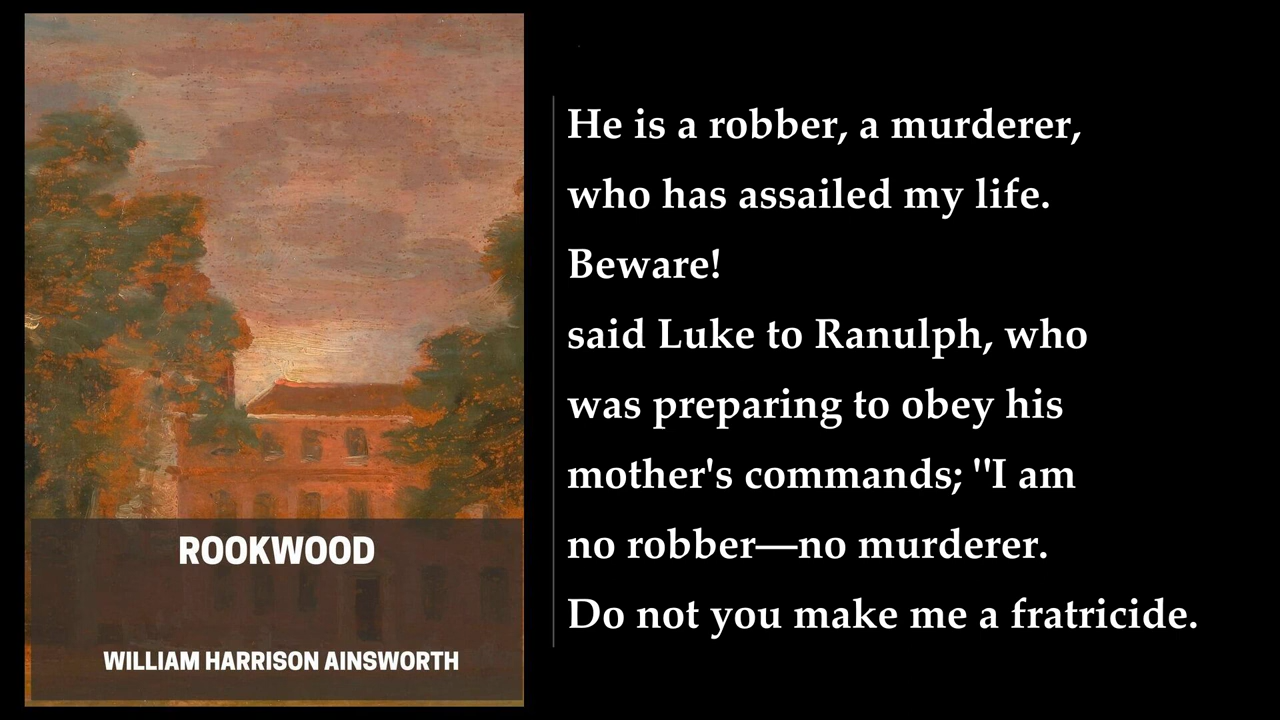 ROOKWOOD
WILLIAM HARRISON AINSWORTH
He is a robber, a murderer,
who has assailed my life.
Beware!
said Luke to Ranulph, who
was preparing to obey his
mother's commands; "I am
no robber—no murderer.
Do not you make me a fratricide.